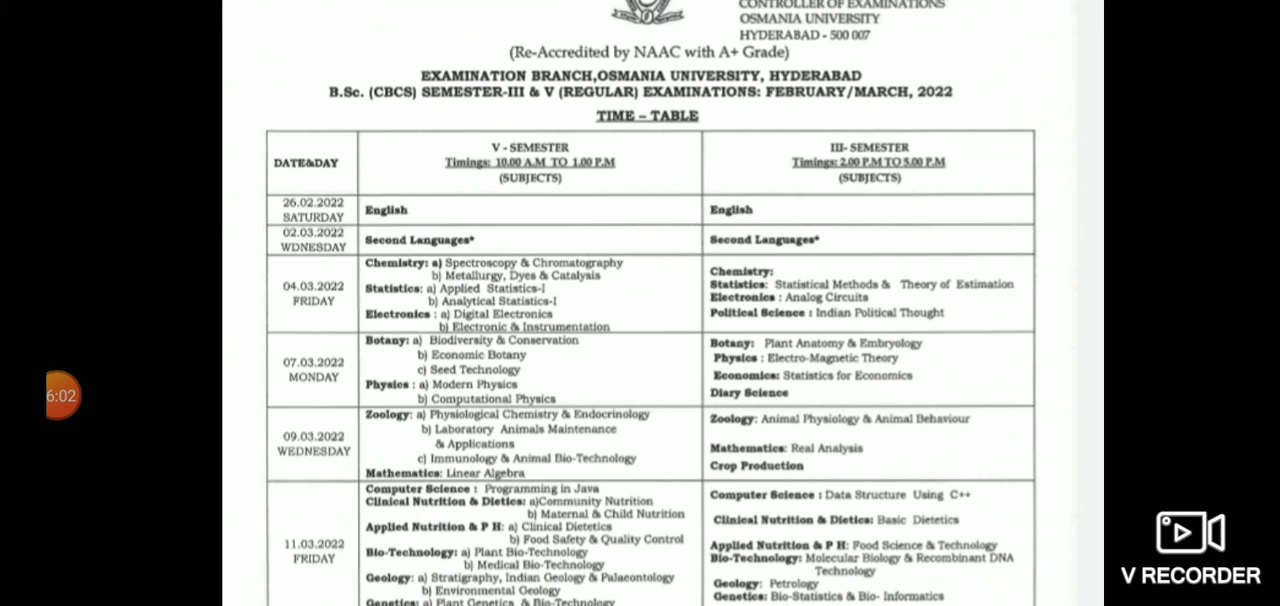 CONTROLLER OF EXAMINATIONS
OSMANIA UNIVERSITY
HYDERABAD - 500 007
(Re-Accredited by NAAC with A+ Grade)
EXAMINATION BRANCH,OSMANIA UNIVERSITY, HYDERABAD
B.Sc. (CBCS) SEMESTER-III & V (REGULAR) EXAMINATIONS: FEBRUARY/MARCH, 2022
TIME – TABLE
DATE&DAY
V - SEMESTER
Timings: 10.00 A.M TO 1.00 P.M
(SUBJECTS)
III- SEMESTER
Timings: 2.00 P.M TO 5.00 P.M
(SUBJECTS)
26.02.2022
SATURDAY
English
English
02.03.2022
WDNESDAY
Second Languages*
Second Languages*
04.03.2022
FRIDAY
Chemistry: a) Spectroscopy & Chromatography
b) Metallurgy, Dyes & Catalysis
Statistics: a) Applied Statistics-I
b) Analytical Statistics-I
Electronics : a) Digital Electronics
b) Electronic & Instrumentation
Chemistry:
Statistics: Statistical Methods & Theory of Estimation
Electronics : Analog Circuits
Political Science : Indian Political Thought
07.03.2022
MONDAY
Botany: a) Biodiversity & Conservation
b) Economic Botany
c) Seed Technology
Physics : a) Modern Physics
b) Computational Physics
Botany: Plant Anatomy & Embryology
Physics : Electro-Magnetic Theory
Economics: Statistics for Economics
Diary Science
09.03.2022
WEDNESDAY
Zoology: a) Physiological Chemistry & Endocrinology
b) Laboratory Animals Maintenance
& Applications
c) Immunology & Animal Bio-Technology
Mathematics: Linear Algebra
Zoology: Animal Physiology & Animal Behaviour
Mathematics: Real Analysis
Crop Production
11.03.2022
FRIDAY
Computer Science : Programming in Java
Clinical Nutrition & Dietics: a)Community Nutrition
b) Maternal & Child Nutrition
Applied Nutrition & P H: a) Clinical Dietetics
b) Food Safety & Quality Control
Bio-Technology: a) Plant Bio-Technology
b) Medical Bio-Technology
Geology: a) Stratigraphy, Indian Geology & Palaeontology
b) Environmental Geology
Genetics: a) Plant Genetics & Bio-Technology
Computer Science : Data Structure Using C++
Clinical Nutrition & Dietics: Basic Dietetics
Applied Nutrition & P H: Food Science & Technology
Bio-Technology: Molecular Biology & Recombinant DNA
Technology
Geology: Petrology
Genetics: Bio-Statistics & Bio- Informatics
6:02
V RECORDER